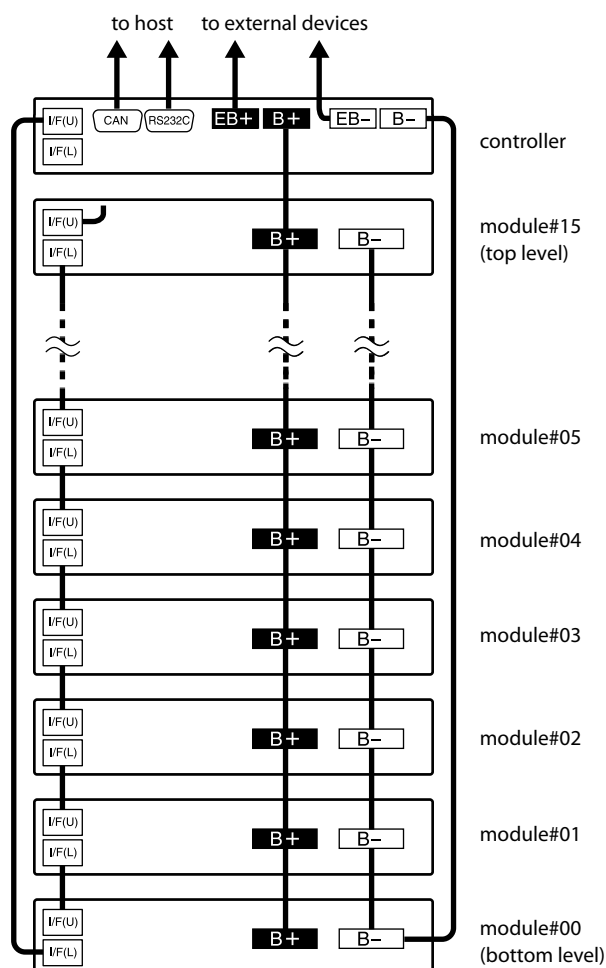 to host to external devices
I/F(U) CAN RS232C EB+ B+ EB– B–
I/F(L)
controller
I/F(U)
I/F(L)
B+ B–
module#15
(top level)
I/F(U)
I/F(L)
B+ B–
module#05
I/F(U)
I/F(L)
B+ B–
module#04
I/F(U)
I/F(L)
B+ B–
module#03
I/F(U)
I/F(L)
B+ B–
module#02
I/F(U)
I/F(L)
B+ B–
module#01
I/F(U)
I/F(L)
B+ B–
module#00
(bottom level)